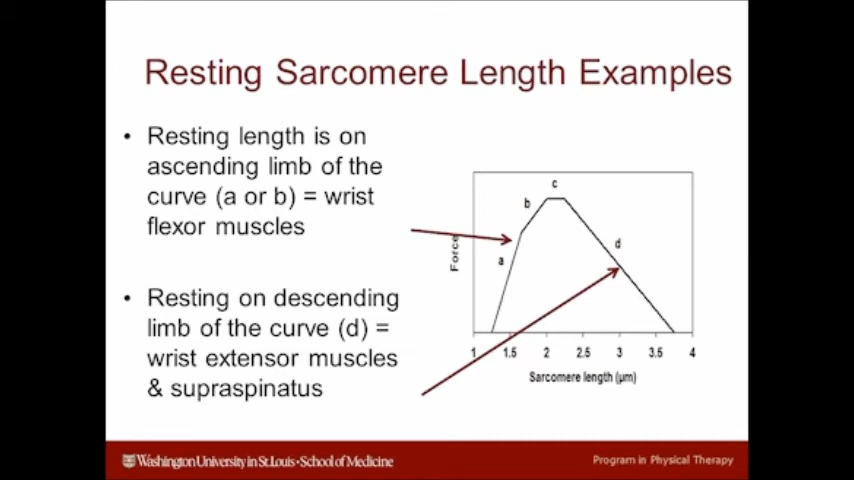 Resting Sarcomere Length Examples
• Resting length is on
ascending limb of the
curve (a or b) = wrist
flexor muscles
• Resting on descending
limb of the curve (d) =
wrist extensor muscles
& supraspinatus
c
b
d
a
Force
1 1.5 2 2.5 3 3.5 4
Sarcomere length (µm)
Washington University in St. Louis • School of Medicine
Program in Physical Therapy